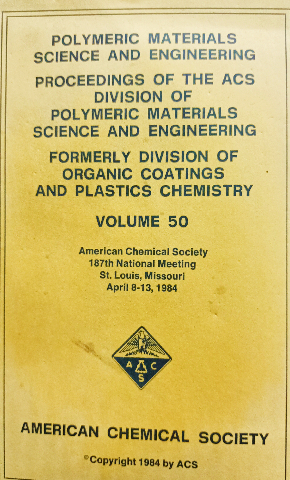 POLYMERIC MATERIALS
SCIENCE AND ENGINEERING
PROCEEDINGS OF THE ACS
DIVISION OF
POLYMERIC MATERIALS
SCIENCE AND ENGINEERING
FORMERLY DIVISION OF
ORGANIC COATINGS
AND PLASTICS CHEMISTRY
VOLUME 50
American Chemical Society
187th National Meeting
St. Louis, Missouri
April 8-13, 1984
A C
S
AMERICAN CHEMICAL SOCIETY
©Copyright 1984 by ACS